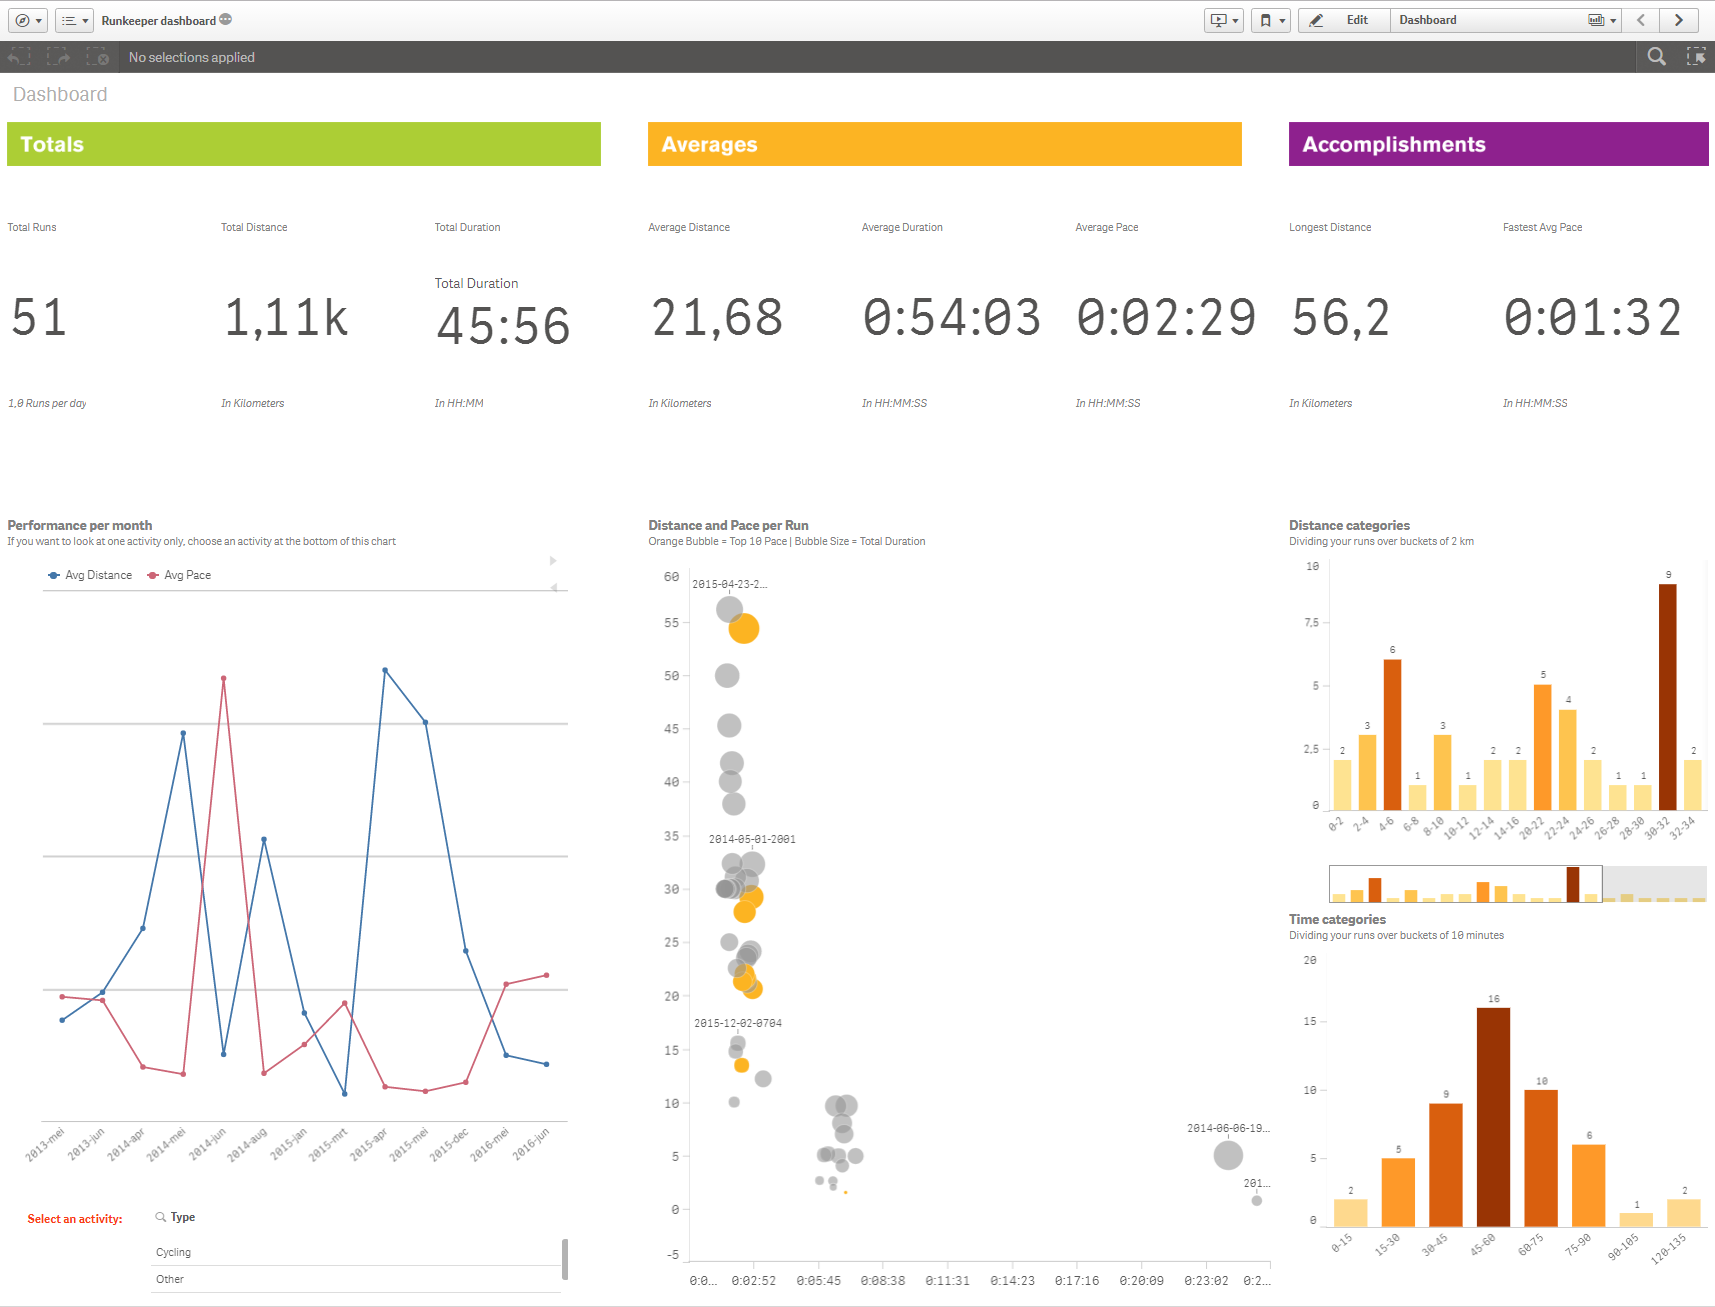 Runkeeper dashboard
Edit
Dashboard
No selections applied
Dashboard
Totals
Averages
Accomplishments
Total Runs
Total Distance
Total Duration
Average Distance
Average Duration
Average Pace
Longest Distance
Fastest Avg Pace
Total Duration
51
1,11k
45:56
21,68
0:54:03
0:02:29
56,2
0:01:32
1,0 Runs per day
In Kilometers
In HH:MM
In Kilometers
In HH:MM:SS
In HH:MM:SS
In Kilometers
In HH:MM:SS
Performance per month
If you want to look at one activity only, choose an activity at the bottom of this chart
Avg Distance
Avg Pace
2013-mei
2013-jun
2014-apr
2014-mei
2014-jun
2014-aug
2015-jan
2015-mrt
2015-apr
2015-mei
2015-dec
2016-mei
2016-jun
Select an activity:
Type
Cycling
Other
Distance and Pace per Run
Orange Bubble = Top 10 Pace | Bubble Size = Total Duration
60
55
50
45
40
35
30
25
20
15
10
5
0
-5
2015-04-23-2...
2014-05-01-2001
2015-12-02-0704
2014-06-06-19...
201...
0:0...
0:02:52
0:05:45
0:08:38
0:11:31
0:14:23
0:17:16
0:20:09
0:23:02
0:2...
Distance categories
Dividing your runs over buckets of 2 km
10
7,5
5
2,5
0
2
3
6
1
3
1
2
2
5
4
2
1
1
9
2
0-2
2-4
4-6
6-8
8-10
10-12
12-14
14-16
20-22
22-24
24-26
26-28
28-30
30-32
32-34
Time categories
Dividing your runs over buckets of 10 minutes
20
15
10
5
0
2
5
9
16
10
6
1
2
0-15
15-30
30-45
45-60
60-75
75-90
90-105
120-135